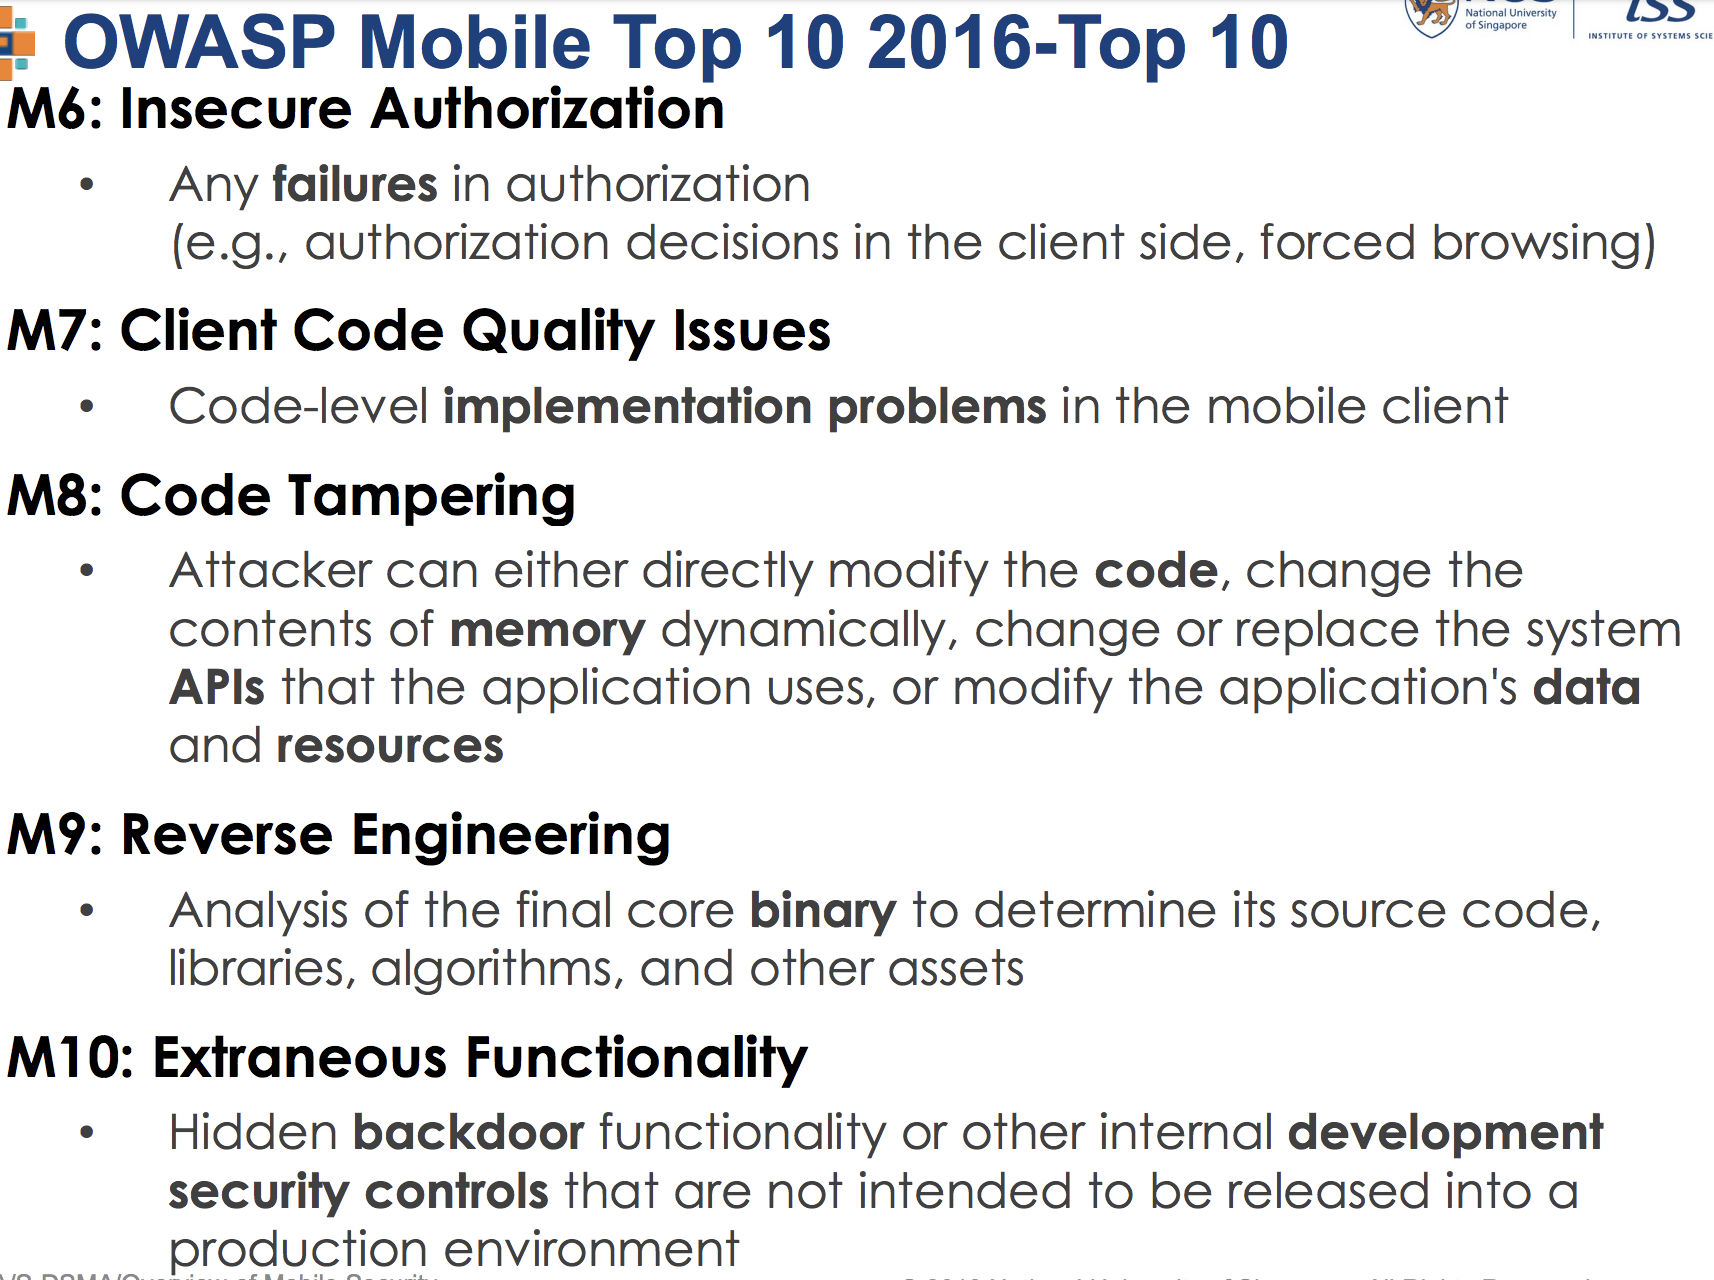 OWASP Mobile Top 10 2016-Top 10
National University
of Singapore
iss
INSTITUTE OF SYSTEMS SCIE
M6: Insecure Authorization
• Any failures in authorization
(e.g., authorization decisions in the client side, forced browsing)
M7: Client Code Quality Issues
• Code-level implementation problems in the mobile client
M8: Code Tampering
• Attacker can either directly modify the code, change the
contents of memory dynamically, change or replace the system
APIs that the application uses, or modify the application's data
and resources
M9: Reverse Engineering
• Analysis of the final core binary to determine its source code,
libraries, algorithms, and other assets
M10: Extraneous Functionality
• Hidden backdoor functionality or other internal development
security controls that are not intended to be released into a
production environment
Overview of Mobile Security